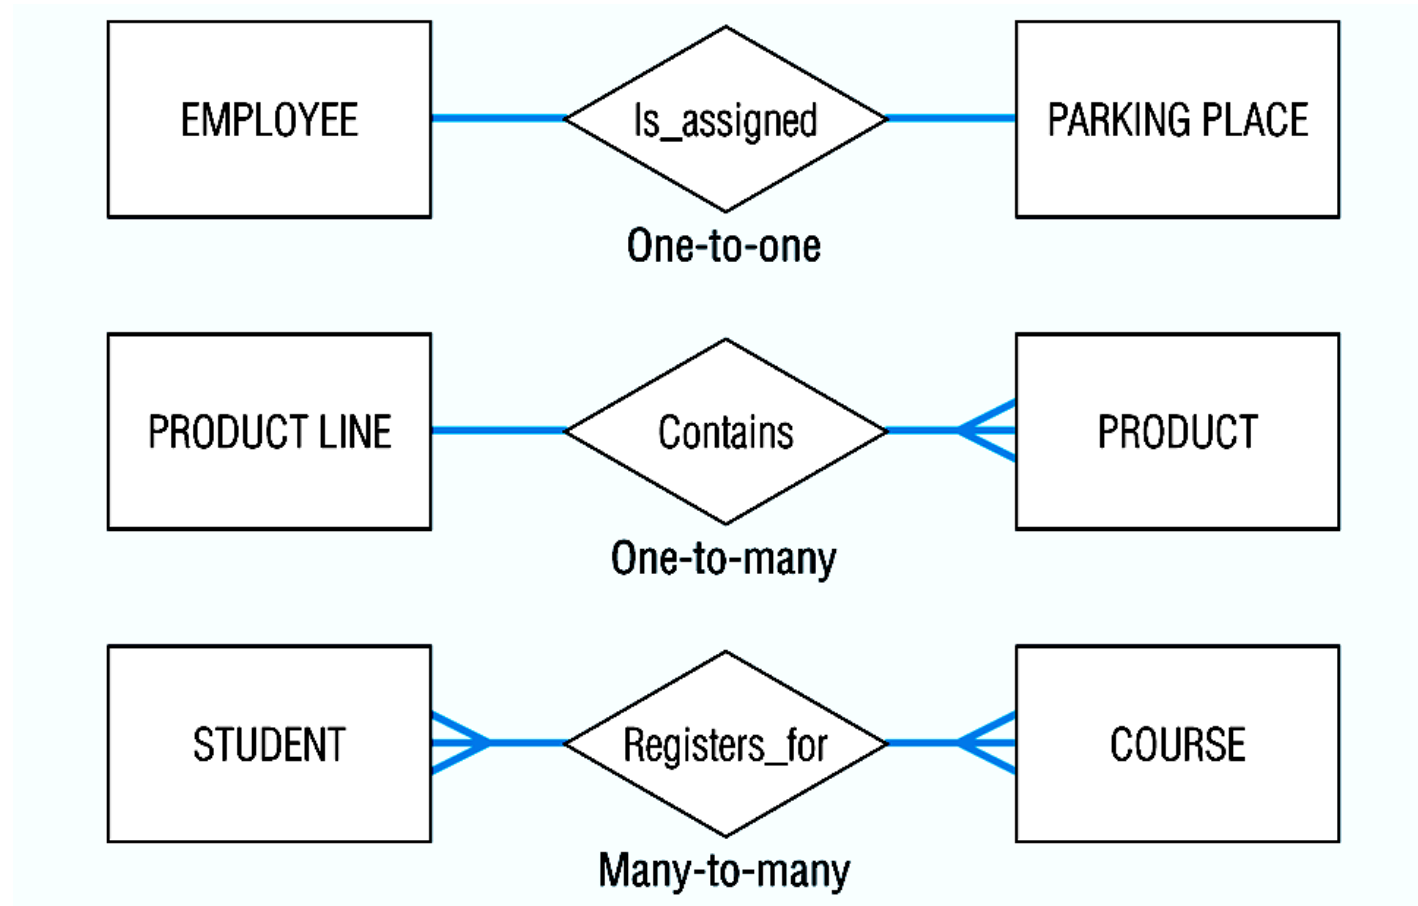 EMPLOYEE
Is_assigned
PARKING PLACE
One-to-one
PRODUCT LINE
Contains
PRODUCT
One-to-many
STUDENT
Registers_for
COURSE
Many-to-many